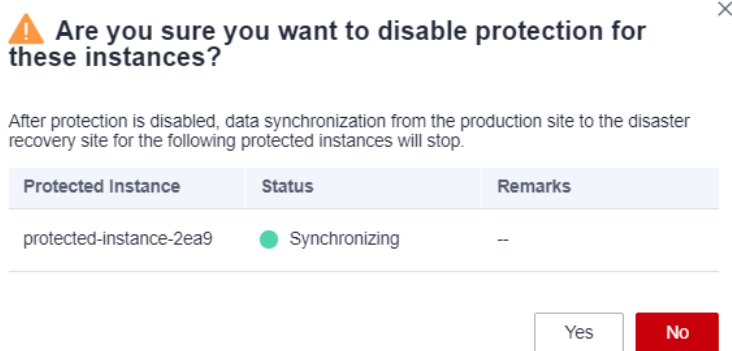 Are you sure you want to disable protection for
these instances?
After protection is disabled, data synchronization from the production site to the disaster
recovery site for the following protected instances will stop.
Protected Instance Status Remarks
protected-instance-2ea9 Synchronizing --
Yes No